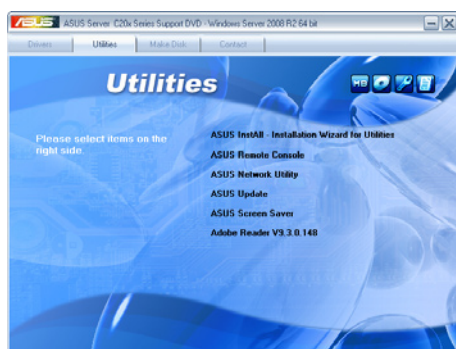 ASUS Server C20x Series Support DVD - Windows Server 2008 R2 64 bit
Drivers Utilities Make Disk Contact
Utilities
Please select items on the right side.
ASUS InstAll - Installation Wizard for Utilities
ASUS Remote Console
ASUS Network Utility
ASUS Update
ASUS Screen Saver
Adobe Reader V9.3.0.148